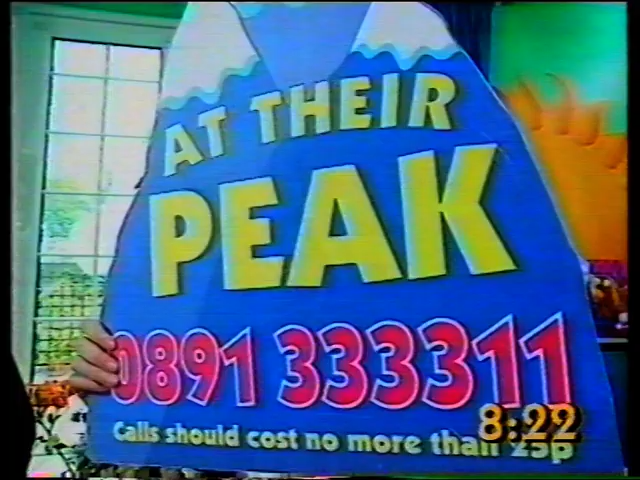 AT THEIR
PEAK
0891 333311
Calls should cost no more than 25p
8:22